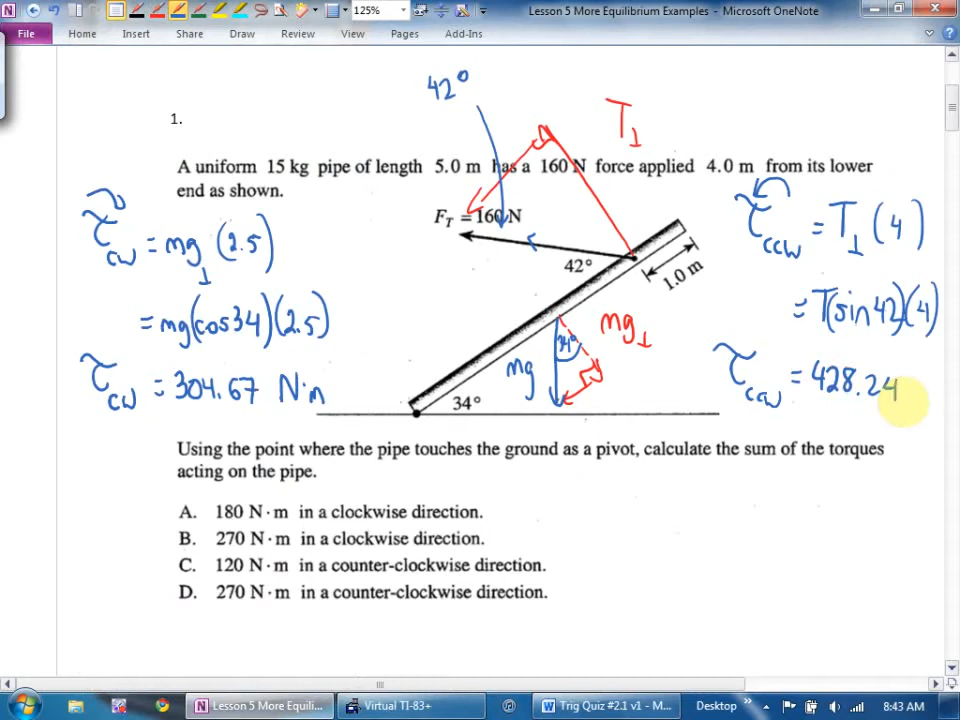 125%
Lesson 5 More Equilibrium Examples - Microsoft OneNote
File Home Insert Share Draw Review View Pages Add-Ins
42°
T⊥
1.
A uniform 15 kg pipe of length 5.0 m has a 160 N force applied 4.0 m from its lower
end as shown.
τcw = mg⊥ (2.5)
= mg(cos34)(2.5)
τcw = 304.67 N·m
F_T = 160 N
42°
1.0 m
mg⊥
34°
mg
34°
τccw = T⊥ (4)
= T(sin 42)(4)
τccw = 428.24
Using the point where the pipe touches the ground as a pivot, calculate the sum of the torques
acting on the pipe.
A. 180 N·m in a clockwise direction.
B. 270 N·m in a clockwise direction.
C. 120 N·m in a counter-clockwise direction.
D. 270 N·m in a counter-clockwise direction.
Lesson 5 More Equili... Virtual TI-83+ Trig Quiz #2.1 v1 - M... Desktop 8:43 AM